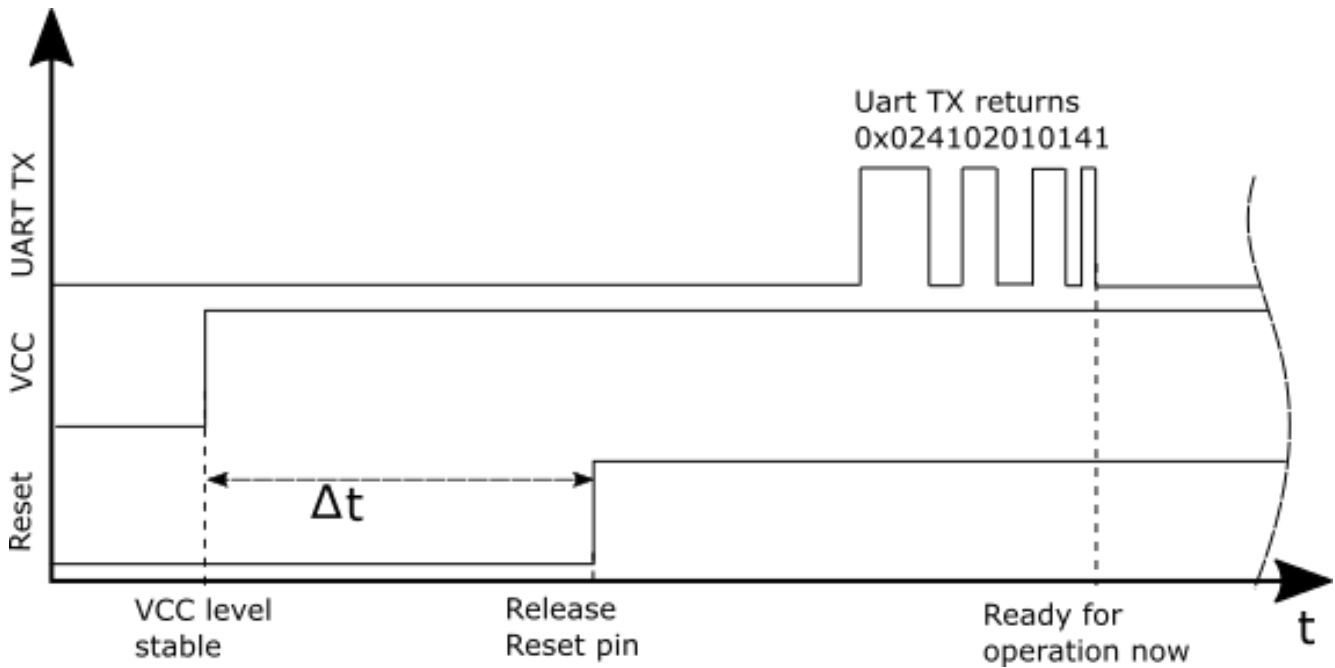 Uart TX returns
0x024102010141
UART TX
VCC
Reset
Δt
VCC level
stable
Release
Reset pin
Ready for
operation now
t